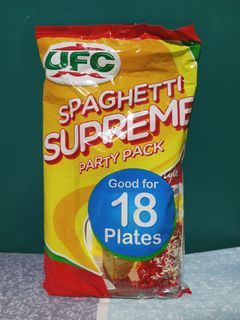 UFC
SPAGHETTI
SUPREME
PARTY PACK
Good for
18
Plates